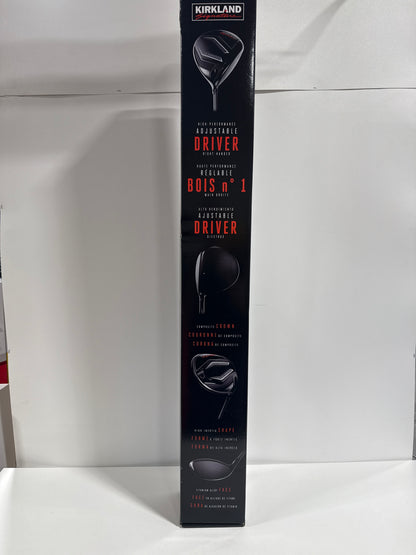 KIRKLAND
Signature
HIGH PERFORMANCE
ADJUSTABLE
DRIVER
RIGHT HANDED
HAUTE PERFORMANCE
RÉGLABLE
BOIS n° 1
MAIN DROITE
ALTO RENDIMIENTO
AJUSTABLE
DRIVER
DIESTRAS
COMPOSITE CROWN
COURONNE DE COMPOSITE
CORONA DE COMPOSITE
HIGH INERTIA SHAPE
FORME À FORTE INERTIE
FORMA DE ALTA INERCIA
TITANIUM ALLOY FACE
FACE EN ALLIAGE DE TITANE
CARA DE ALEACIÓN DE TITANIO